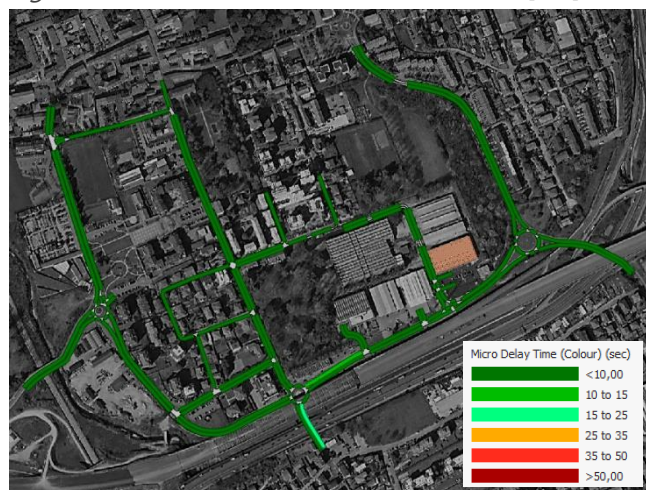 Micro Delay Time (Colour) (sec)
<10,00
10 to 15
15 to 25
25 to 35
35 to 50
>50,00